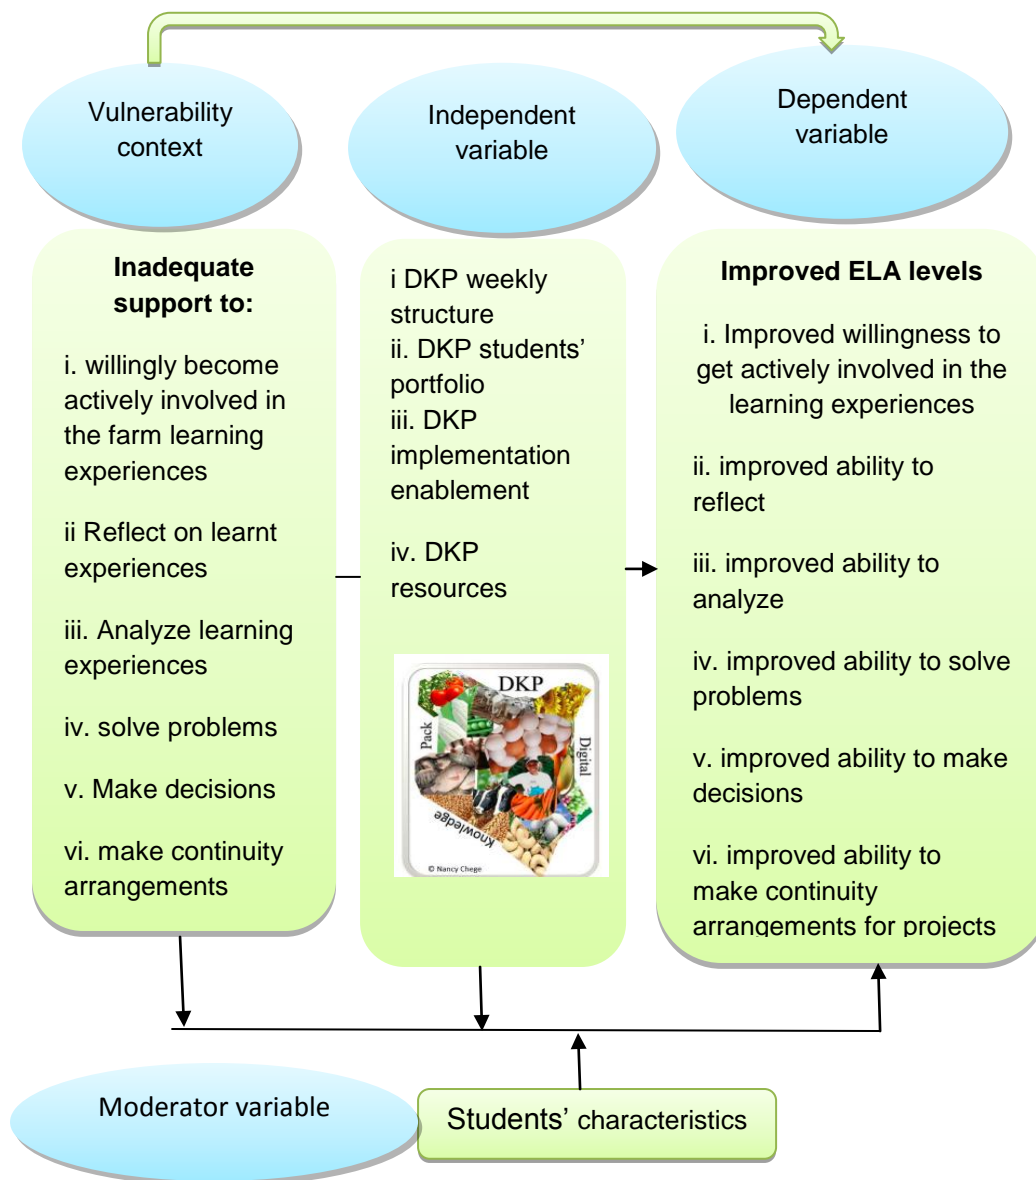 Vulnerability
context
Independent
variable
Dependent
variable
Inadequate
support to:
i. willingly become
actively involved in
the farm learning
experiences
ii Reflect on learnt
experiences
iii. Analyze learning
experiences
iv. solve problems
v. Make decisions
vi. make continuity
arrangements
i DKP weekly
structure
ii. DKP students'
portfolio
iii. DKP
implementation
enablement
iv. DKP
resources
DKP
Pack
Digital
Knowledge
© Nancy Chege
Improved ELA levels
i. Improved willingness to
get actively involved in the
learning experiences
ii. improved ability to
reflect
iii. improved ability to
analyze
iv. improved ability to solve
problems
v. improved ability to make
decisions
vi. improved ability to
make continuity
arrangements for projects
Moderator variable
Students' characteristics